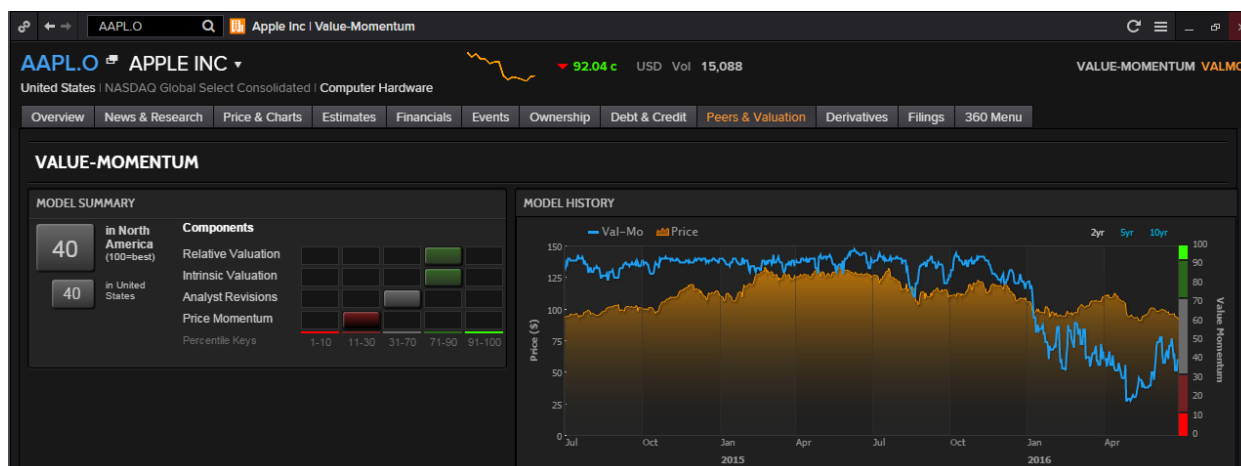 AAPL.O Apple Inc | Value-Momentum
AAPL.O APPLE INC 92.04 c USD Vol 15,088 VALUE-MOMENTUM VALMO
United States | NASDAQ Global Select Consolidated | Computer Hardware
Overview News & Research Price & Charts Estimates Financials Events Ownership Debt & Credit Peers & Valuation Derivatives Filings 360 Menu
VALUE-MOMENTUM
MODEL SUMMARY
40 in North America (100=best)
40 in United States
Components
Relative Valuation
Intrinsic Valuation
Analyst Revisions
Price Momentum
Percentile Keys 1-10 11-30 31-70 71-90 91-100
MODEL HISTORY
Val-Mo Price 2yr 5yr 10yr
Price ($)
150
125
100
75
50
25
0
100
90
80
70
60
50
40
30
20
10
0
Value Momentum
Jul Oct Jan Apr Jul Oct Jan Apr
2015 2016